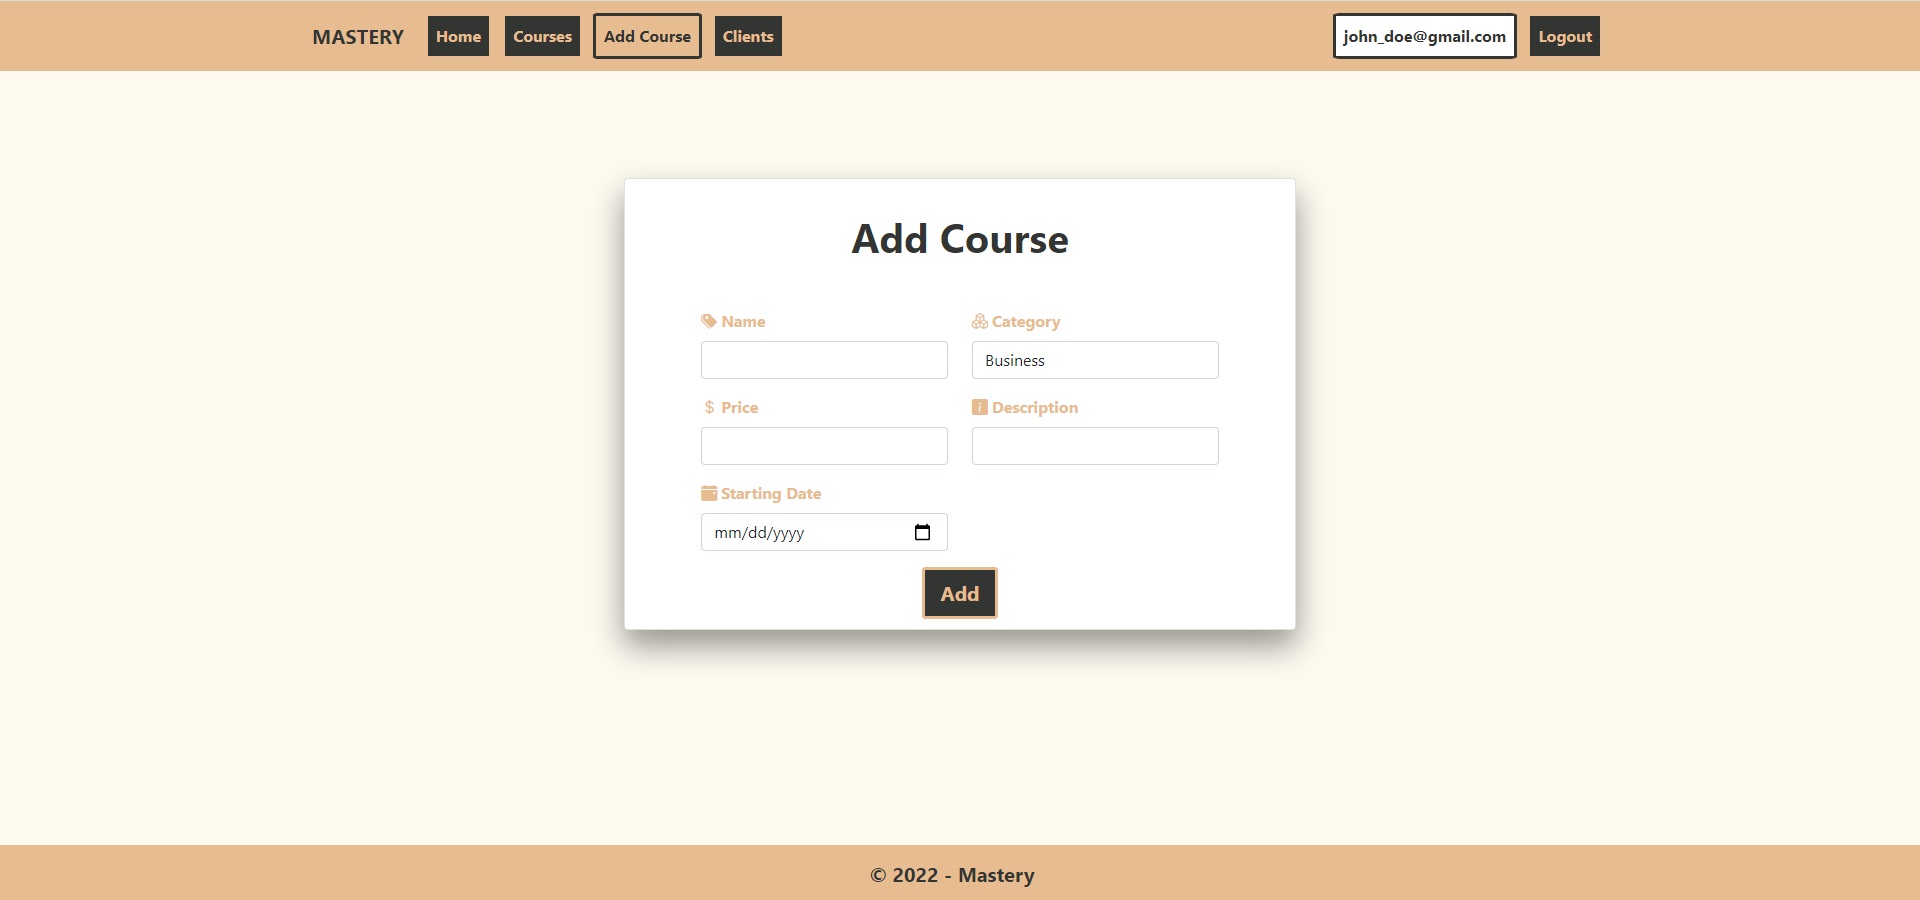 MASTERY Home Courses Add Course Clients john_doe@gmail.com Logout
Add Course
Name Category
Business
$ Price Description
Starting Date
mm/dd/yyyy
Add
© 2022 - Mastery